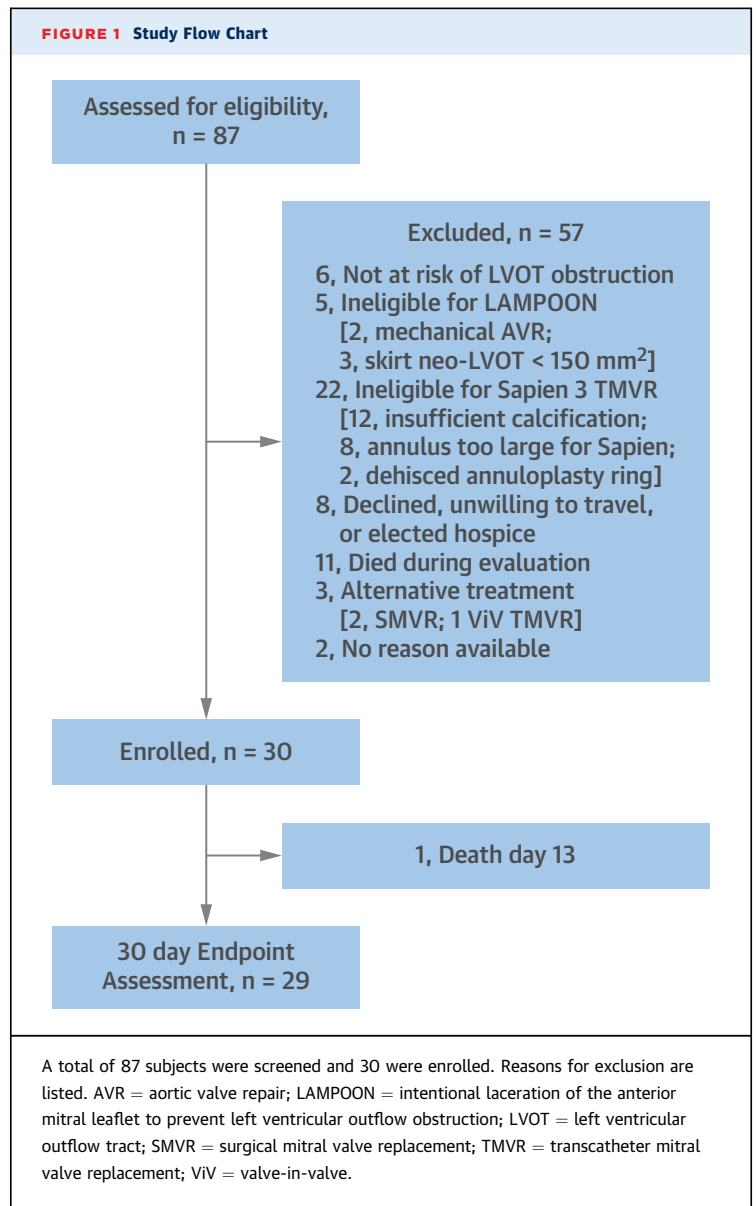 FIGURE 1 Study Flow Chart
Assessed for eligibility,
n = 87
Excluded, n = 57
6, Not at risk of LVOT obstruction
5, Ineligible for LAMPOON
[2, mechanical AVR;
3, skirt neo-LVOT < 150 mm²]
22, Ineligible for Sapien 3 TMVR
[12, insufficient calcification;
8, annulus too large for Sapien;
2, dehisced annuloplasty ring]
8, Declined, unwilling to travel,
or elected hospice
11, Died during evaluation
3, Alternative treatment
[2, SMVR; 1 ViV TMVR]
2, No reason available
Enrolled, n = 30
1, Death day 13
30 day Endpoint
Assessment, n = 29
A total of 87 subjects were screened and 30 were enrolled. Reasons for exclusion are
listed. AVR = aortic valve repair; LAMPOON = intentional laceration of the anterior
mitral leaflet to prevent left ventricular outflow obstruction; LVOT = left ventricular
outflow tract; SMVR = surgical mitral valve replacement; TMVR = transcatheter mitral
valve replacement; ViV = valve-in-valve.